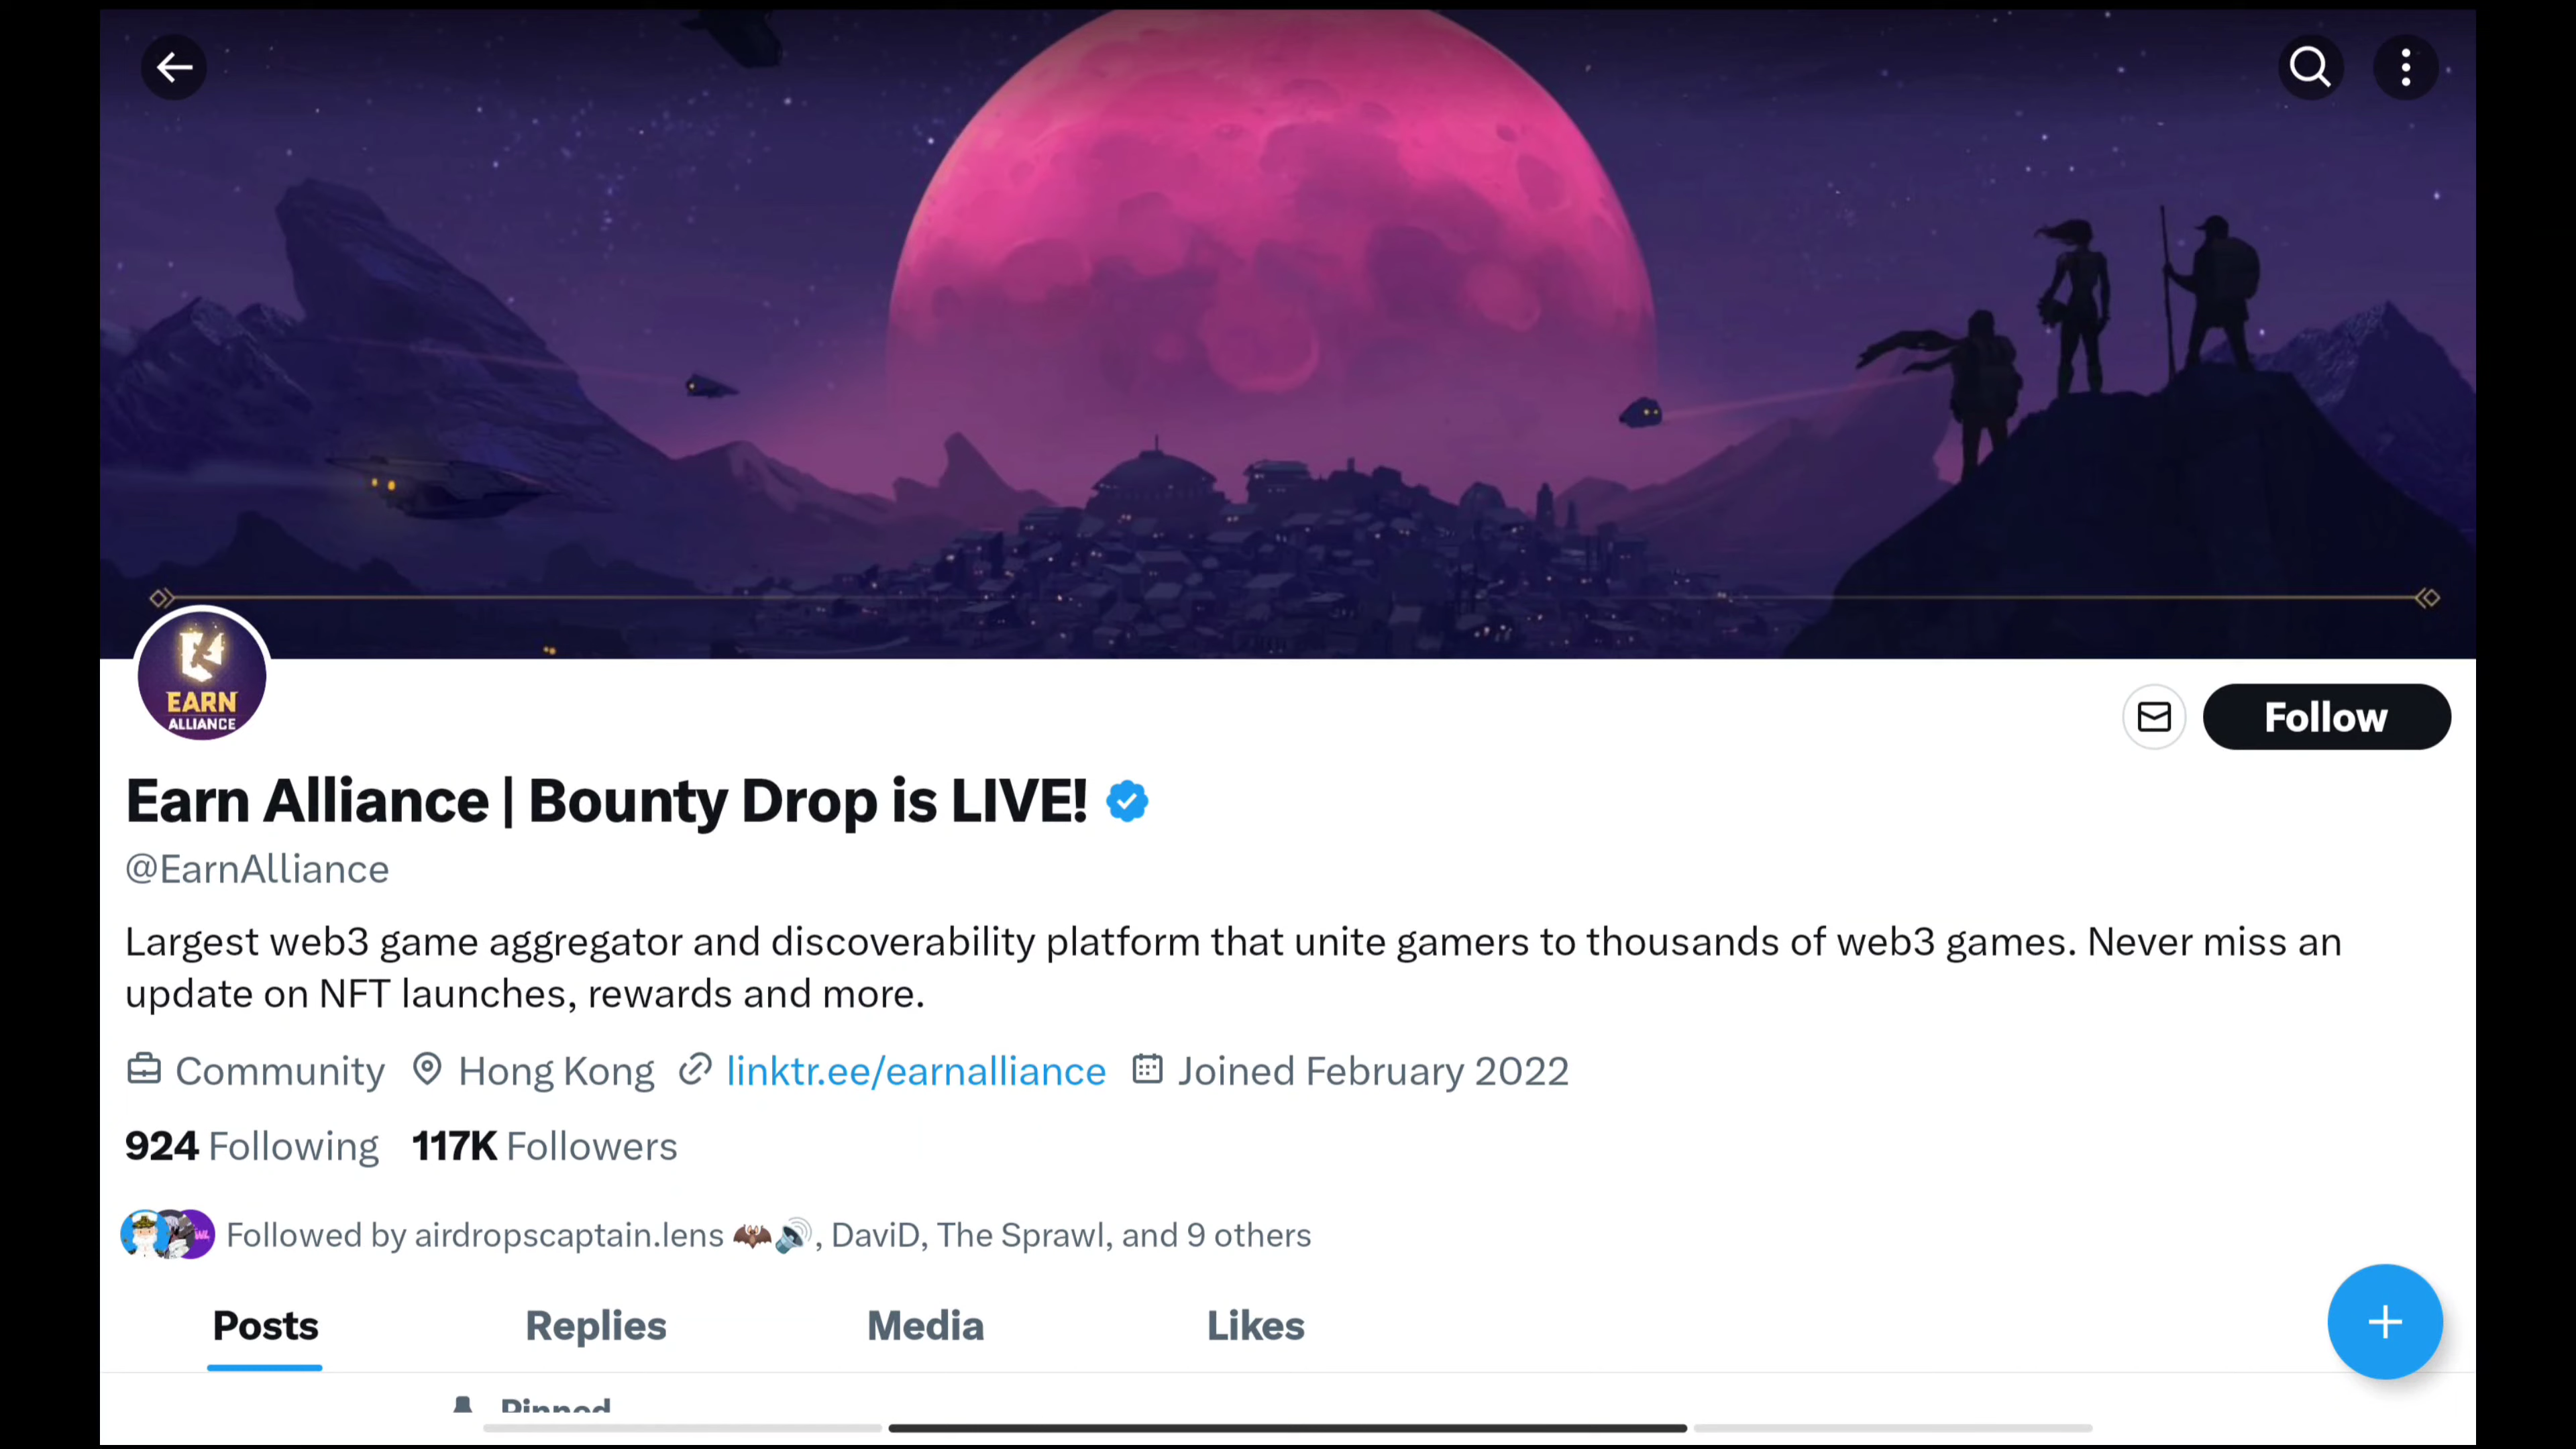 EARN
ALLIANCE
Follow
Earn Alliance | Bounty Drop is LIVE!
@EarnAlliance
Largest web3 game aggregator and discoverability platform that unite gamers to thousands of web3 games. Never miss an
update on NFT launches, rewards and more.
Community Hong Kong linktr.ee/earnalliance Joined February 2022
924 Following 117K Followers
Followed by airdropscaptain.lens 🦇🔊, DaviD, The Sprawl, and 9 others
Posts Replies Media Likes
Pinned